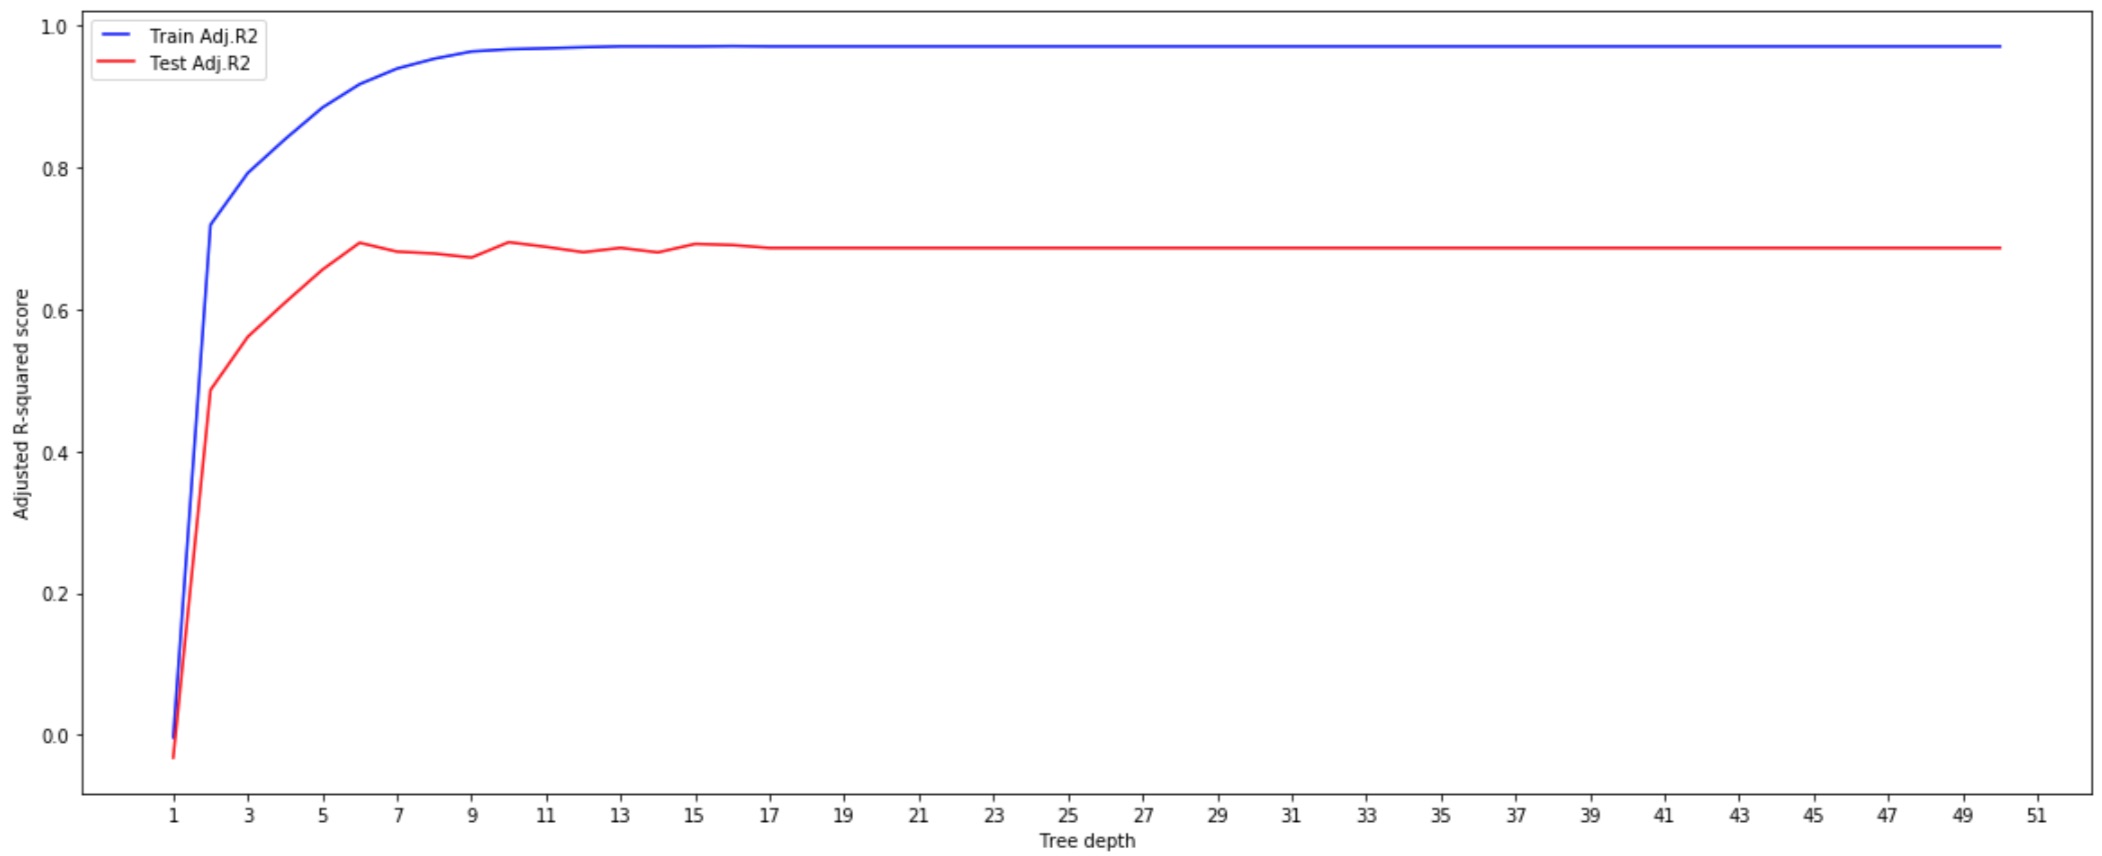 Train Adj.R2
Test Adj.R2
1.0
0.8
0.6
0.4
0.2
0.0
Adjusted R-squared score
1 3 5 7 9 11 13 15 17 19 21 23 25 27 29 31 33 35 37 39 41 43 45 47 49 51
Tree depth